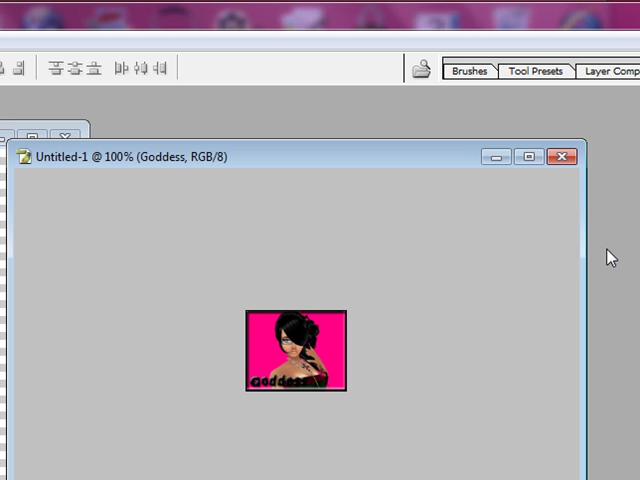 Brushes Tool Presets Layer Comp
Untitled-1 @ 100% (Goddess, RGB/8)
Goddess